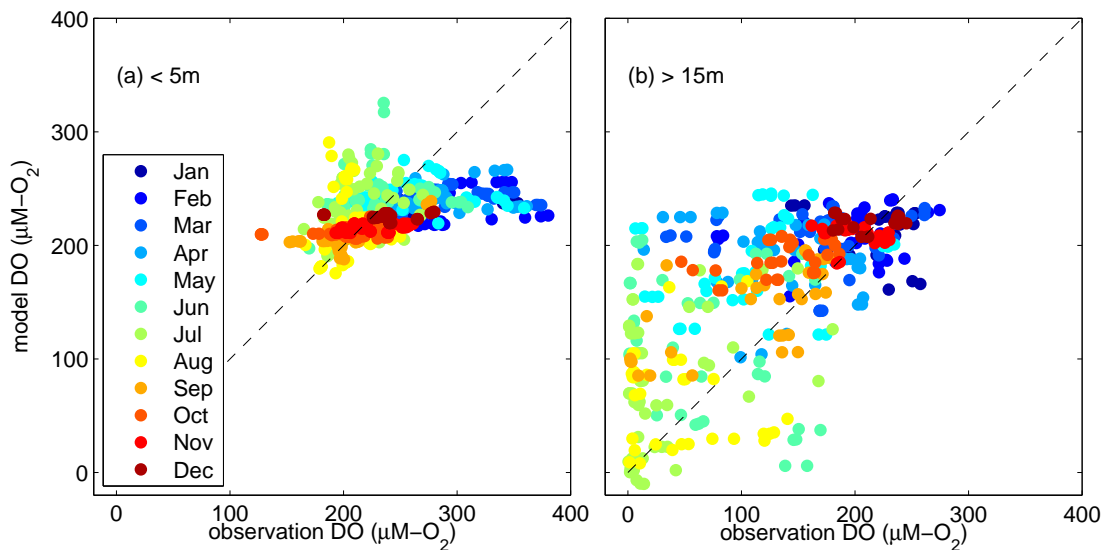 400
300
200
100
0
model DO (μM−O₂)
(a) < 5m
Jan
Feb
Mar
Apr
May
Jun
Jul
Aug
Sep
Oct
Nov
Dec
0 100 200 300 400
observation DO (μM−O₂)
(b) > 15m
0 100 200 300 400
observation DO (μM−O₂)